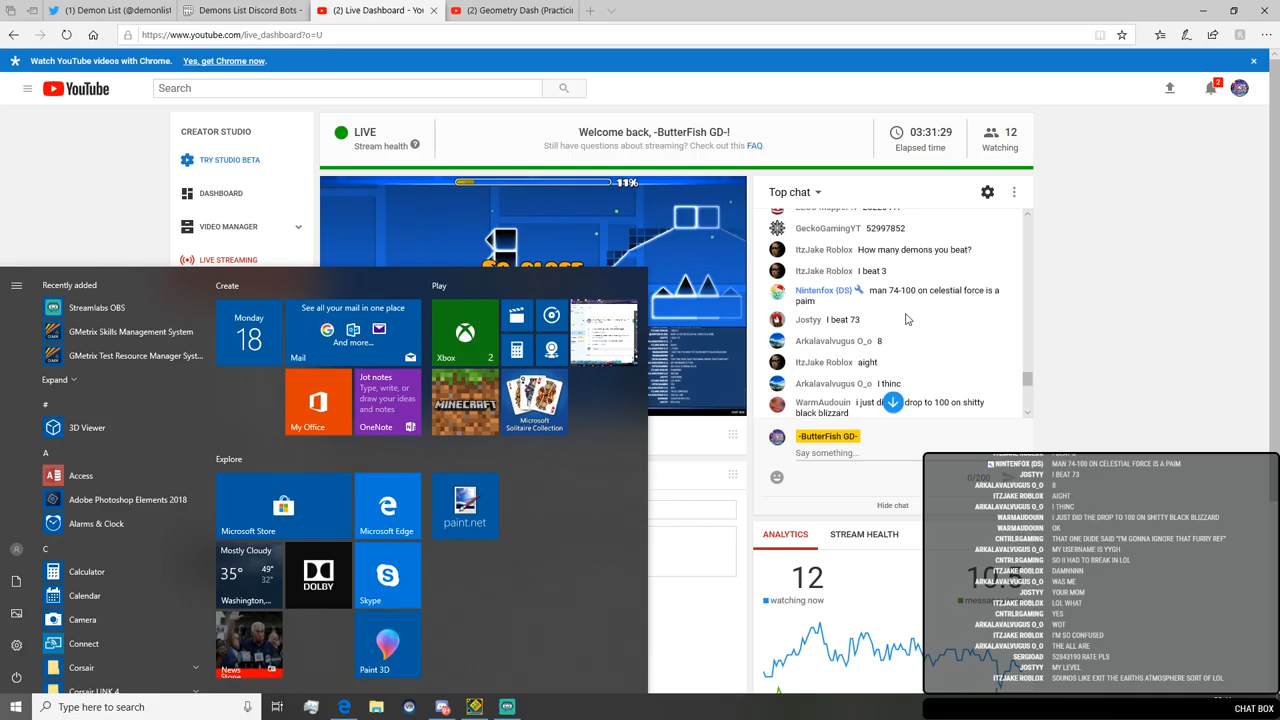 (1) Demon List (@demonlis
Demons List Discord Bots -
(2) Live Dashboard - You
(2) Geometry Dash (Practic
https://www.youtube.com/live_dashboard?o=U
Watch YouTube videos with Chrome. Yes, get Chrome now.
YouTube
Search
2
CREATOR STUDIO
TRY STUDIO BETA
DASHBOARD
VIDEO MANAGER
LIVE STREAMING
LIVE
Stream health
Welcome back, -ButterFish GD-!
Still have questions about streaming? Check out this FAQ.
03:31:29
Elapsed time
12
Watching
11%
Top chat
GeckoGamingYT 52997852
ItzJake Roblox How many demons you beat?
ItzJake Roblox I beat 3
Nintenfox (DS) man 74-100 on celestial force is a
paim
Jostyy I beat 73
Arkalavalvugus O_o 8
ItzJake Roblox aight
Arkalavalvugus O_o I thinc
WarmAudouin i just di drop to 100 on shitty
black blizzard
-ButterFish GD-
Say something...
0/200
Hide chat
ANALYTICS
STREAM HEALTH
12
watching now
Recently added
Streamlabs OBS
GMetrix Skills Management System
GMetrix Test Resource Manager Syst...
Expand
#
3D Viewer
A
Access
Adobe Photoshop Elements 2018
Alarms & Clock
C
Calculator
Calendar
Camera
Connect
Corsair
Corsair LINK 4
Create
Monday
18
See all your mail in one place
And more...
Mail
My Office
Jot notes
Type, write, or
draw your ideas
and notes
OneNote
Play
Xbox
2
MINECRAFT
Microsoft
Solitaire Collection
Explore
Microsoft Store
Microsoft Edge
paint.net
Mostly Cloudy
35°
49°
32°
Washington,...
DOLBY
Skype
News
Paint 3D
NINTENFOX (DS) MAN 74-100 ON CELESTIAL FORCE IS A PAIM
JOSTYY I BEAT 73
ARKALAVALVUGUS O_O 8
ITZJAKE ROBLOX AIGHT
ARKALAVALVUGUS O_O I THINC
WARMAUDOUIN I JUST DID THE DROP TO 100 ON SHITTY BLACK BLIZZARD
WARMAUDOUIN OK
CNTRLRGAMING THAT ONE DUDE SAID "I'M GONNA IGNORE THAT FURRY REF"
ARKALAVALVUGUS O_O MY USERNAME IS YYGH
CNTRLRGAMING SO II HAD TO BREAK IN LOL
ITZJAKE ROBLOX DAMNNNN
ARKALAVALVUGUS O_O WAS ME
JOSTYY YOUR MOM
ITZJAKE ROBLOX LOL WHAT
CNTRLRGAMING YES
ARKALAVALVUGUS O_O WOT
ITZJAKE ROBLOX I'M SO CONFUSED
ARKALAVALVUGUS O_O THE ALL ARE
SERGIOAD 52843190 RATE PLS
JOSTYY MY LEVEL
ITZJAKE ROBLOX SOUNDS LIKE EXIT THE EARTHS ATMOSPHERE SORT OF LOL
CHAT BOX
Type here to search